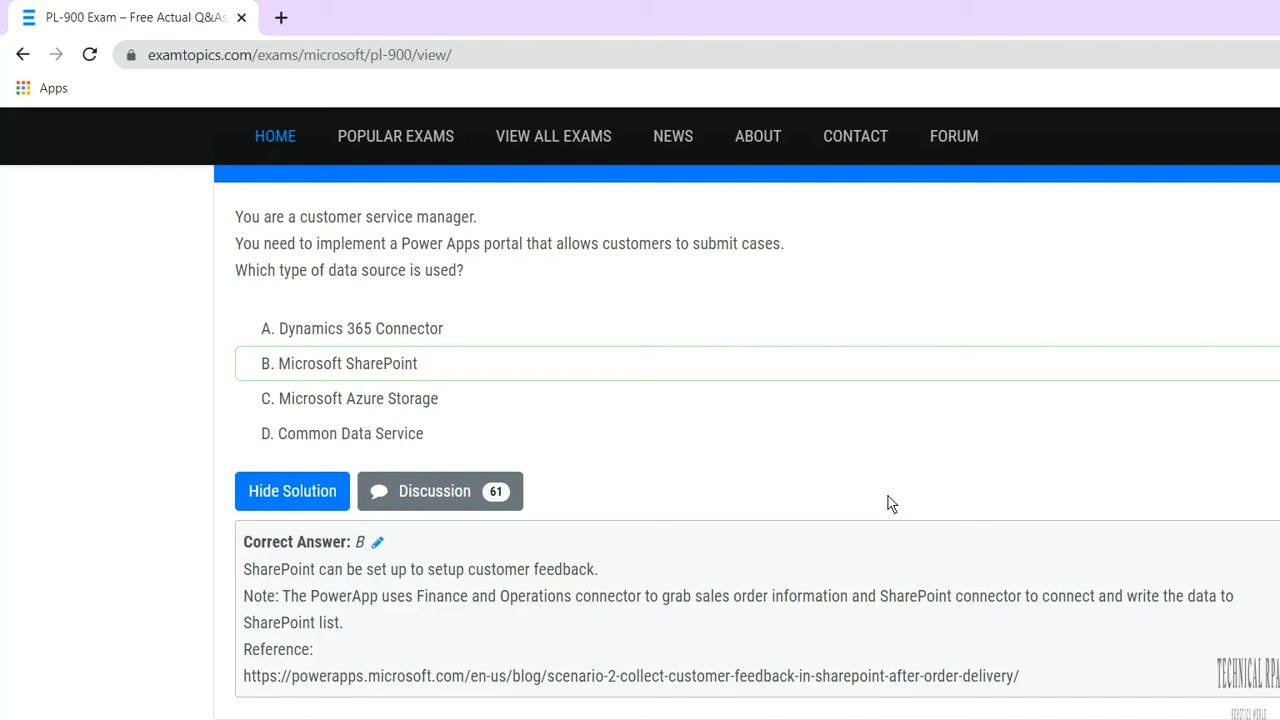 PL-900 Exam – Free Actual Q&As
examtopics.com/exams/microsoft/pl-900/view/
Apps
HOME POPULAR EXAMS VIEW ALL EXAMS NEWS ABOUT CONTACT FORUM
You are a customer service manager.
You need to implement a Power Apps portal that allows customers to submit cases.
Which type of data source is used?
A. Dynamics 365 Connector
B. Microsoft SharePoint
C. Microsoft Azure Storage
D. Common Data Service
Hide Solution Discussion 61
Correct Answer: B
SharePoint can be set up to setup customer feedback.
Note: The PowerApp uses Finance and Operations connector to grab sales order information and SharePoint connector to connect and write the data to
SharePoint list.
Reference:
https://powerapps.microsoft.com/en-us/blog/scenario-2-collect-customer-feedback-in-sharepoint-after-order-delivery/
TECHNICAL RPA
ROBOTICS WORLD